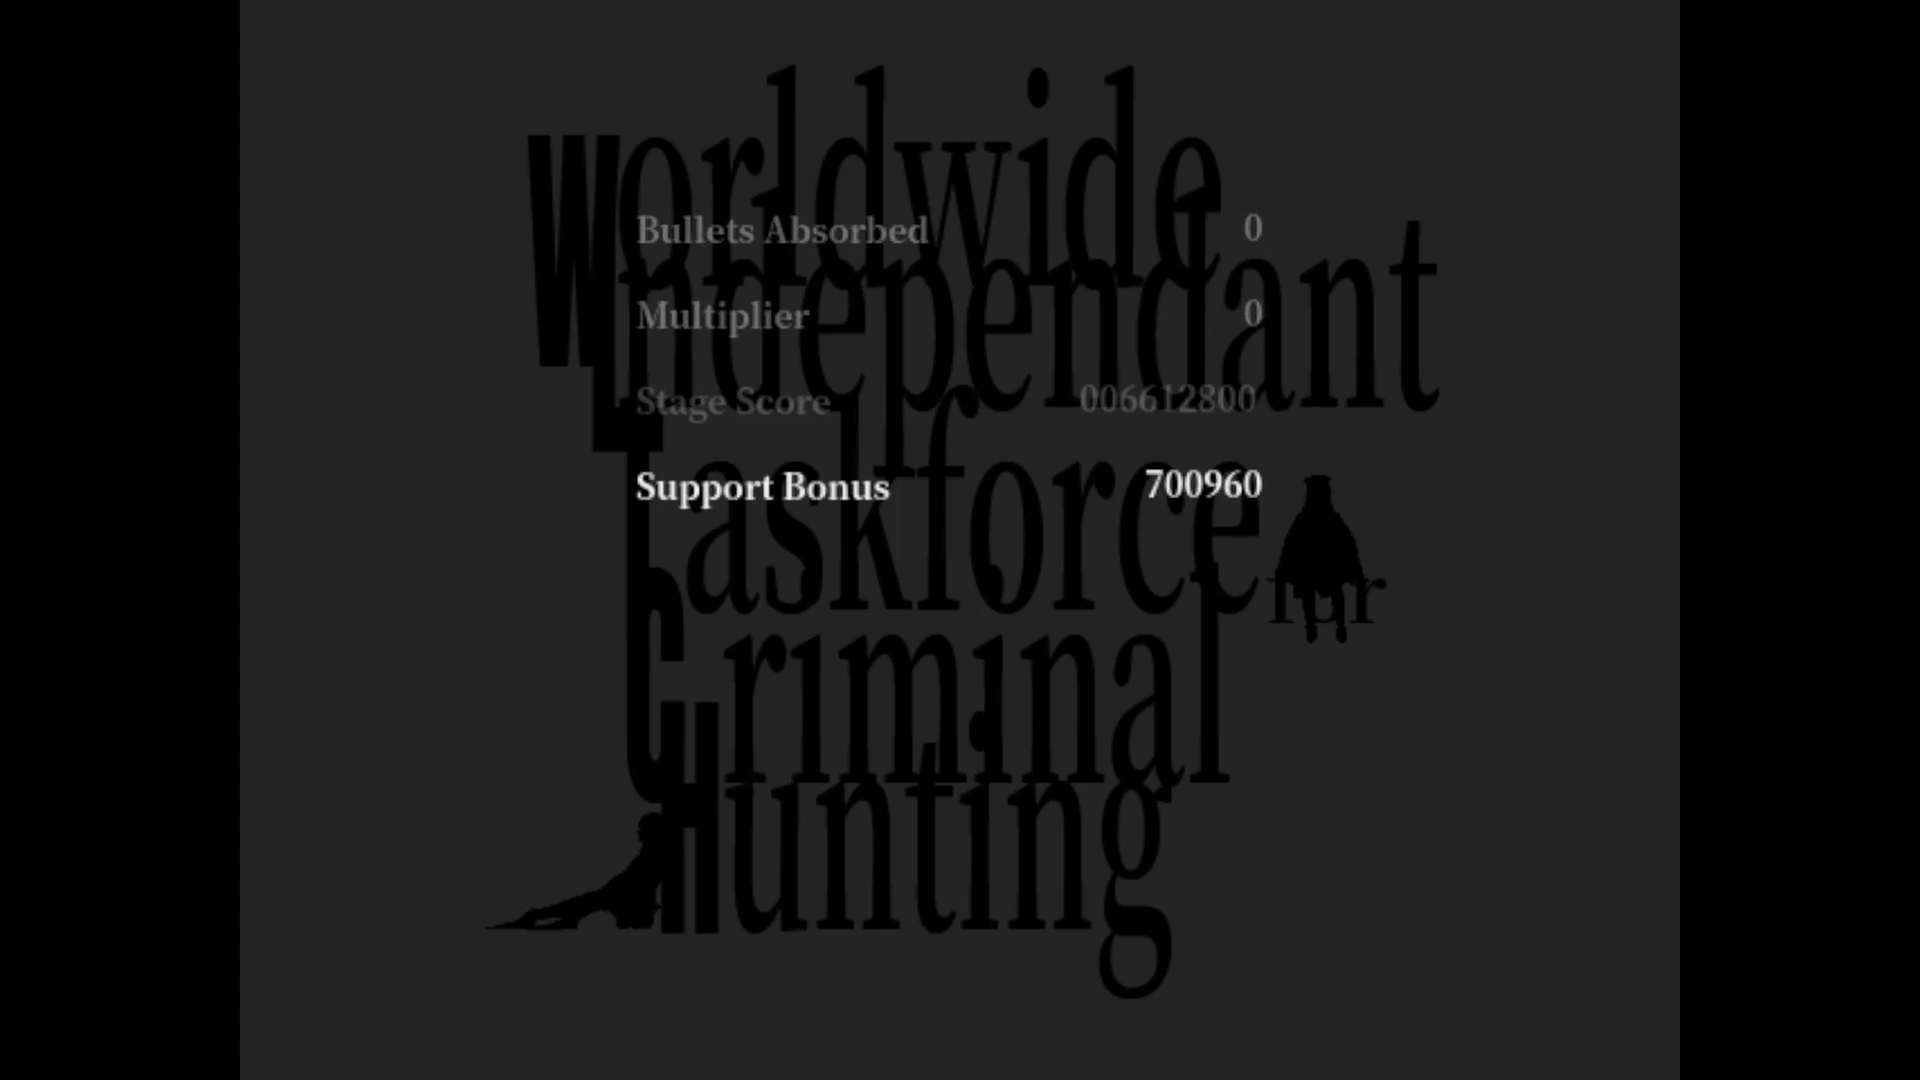 Worldwide
Independant
Taskforce for
Criminal
Hunting
Bullets Absorbed 0
Multiplier 0
Stage Score 006612800
Support Bonus 700960